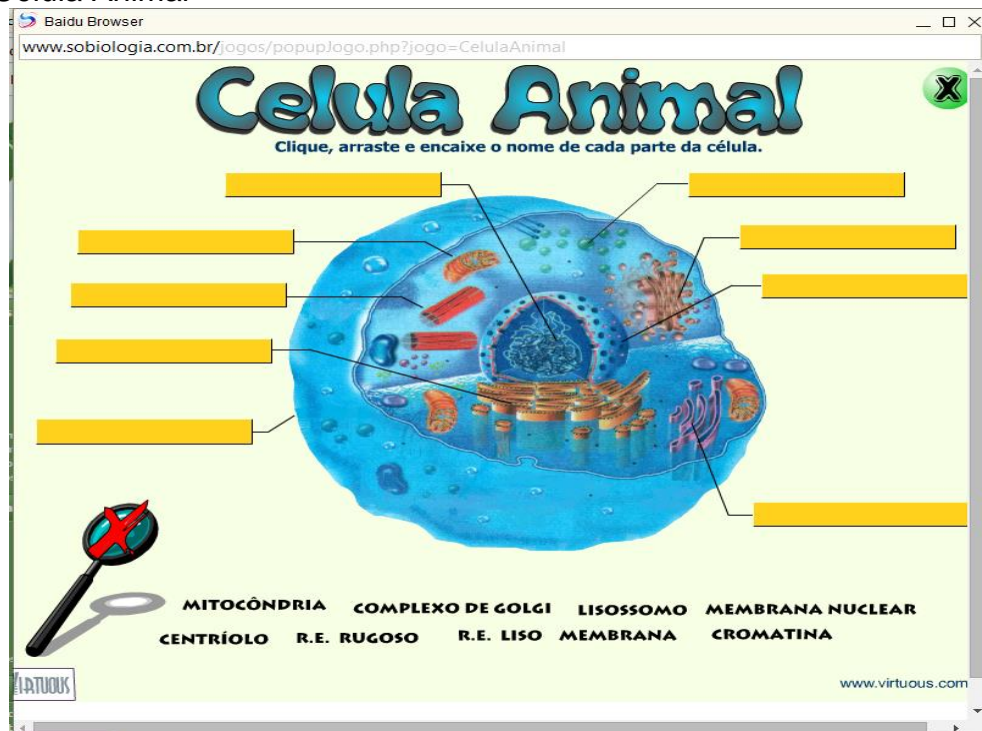 Célula Animal
Baidu Browser
www.sobiologia.com.br/jogos/popupJogo.php?jogo=CelulaAnimal
Celula Animal
X
Clique, arraste e encaixe o nome de cada parte da célula.
MITOCÔNDRIA COMPLEXO DE GOLGI LISOSSOMO MEMBRANA NUCLEAR
CENTRÍOLO R.E. RUGOSO R.E. LISO MEMBRANA CROMATINA
VIRTUOUS www.virtuous.com